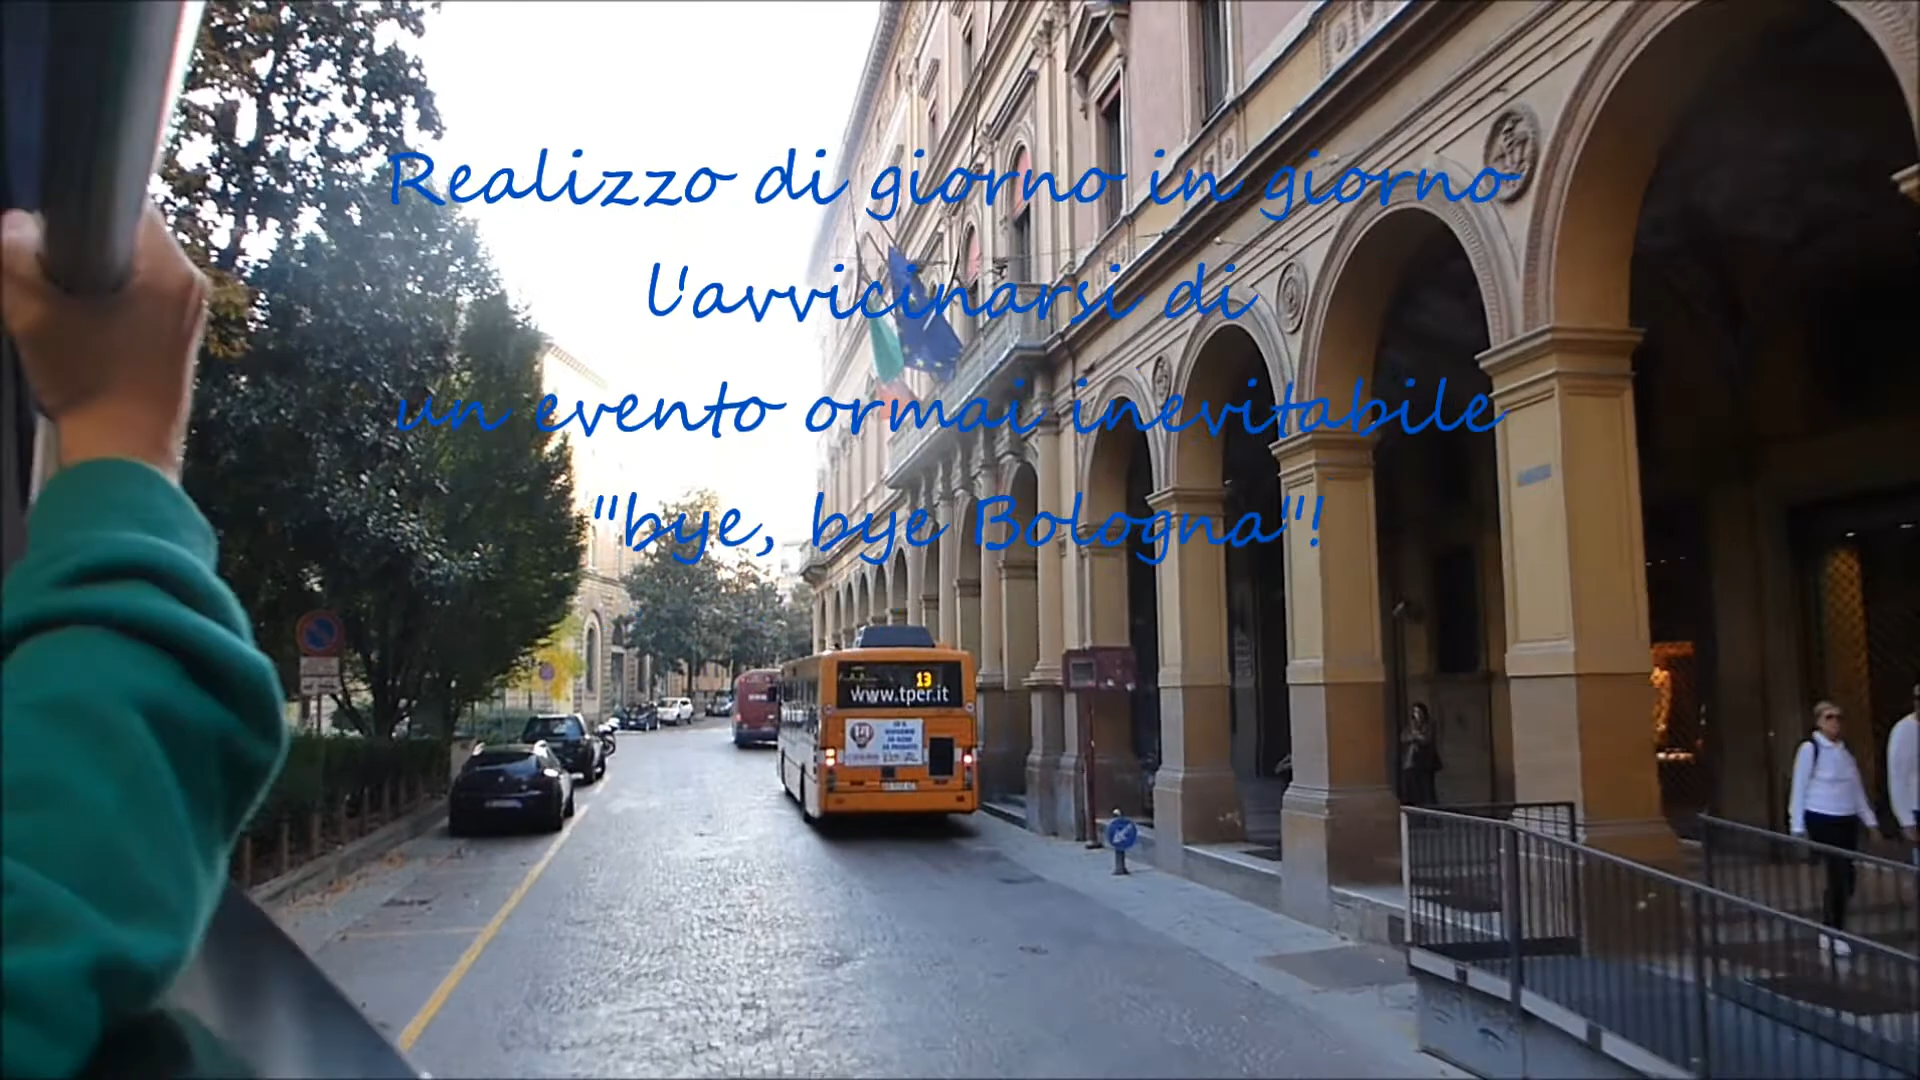 Realizzo di giorno in giorno
l'avvicinarsi di
un evento ormai inevitabile
"bye, bye Bologna"!
13
www.tper.it